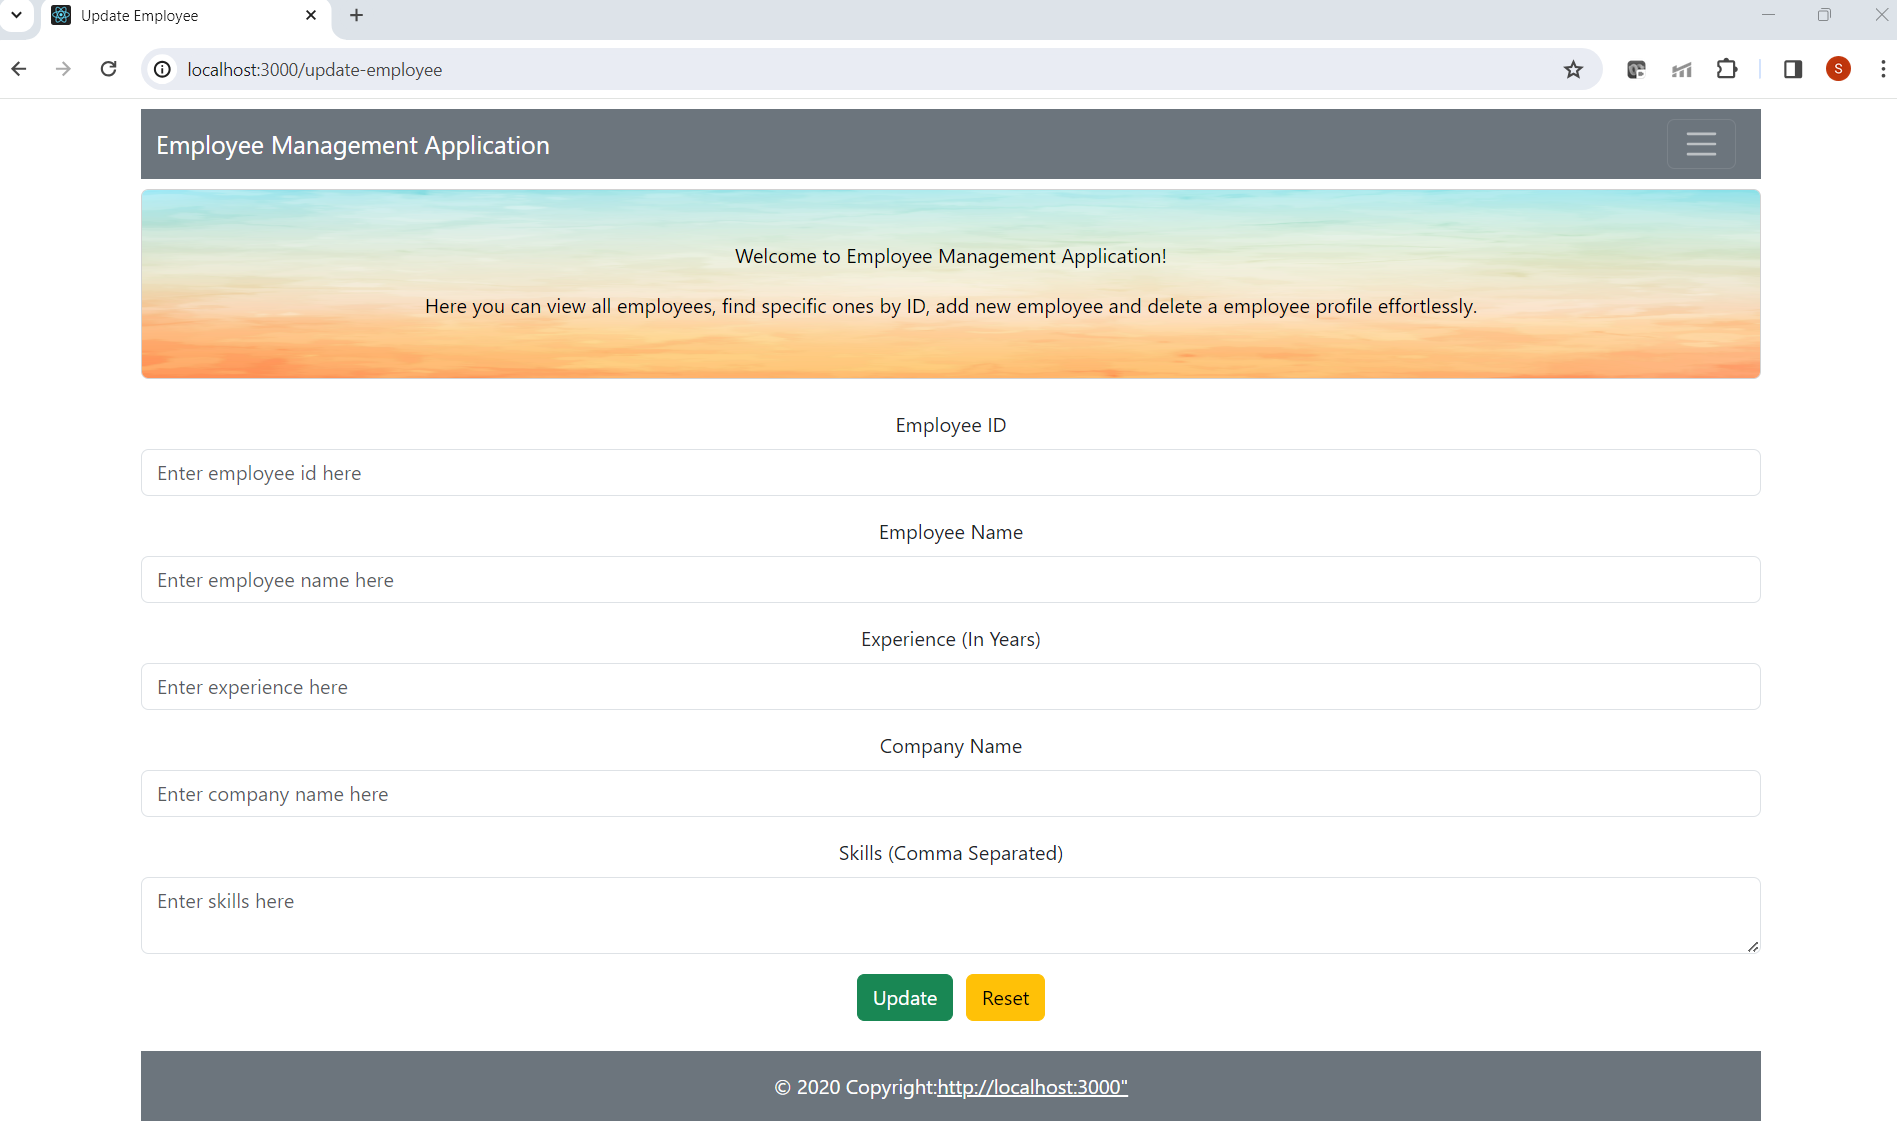 Update Employee
localhost:3000/update-employee
S
Employee Management Application
Welcome to Employee Management Application!
Here you can view all employees, find specific ones by ID, add new employee and delete a employee profile effortlessly.
Employee ID
Enter employee id here
Employee Name
Enter employee name here
Experience (In Years)
Enter experience here
Company Name
Enter company name here
Skills (Comma Separated)
Enter skills here
Update Reset
© 2020 Copyright:http://localhost:3000"